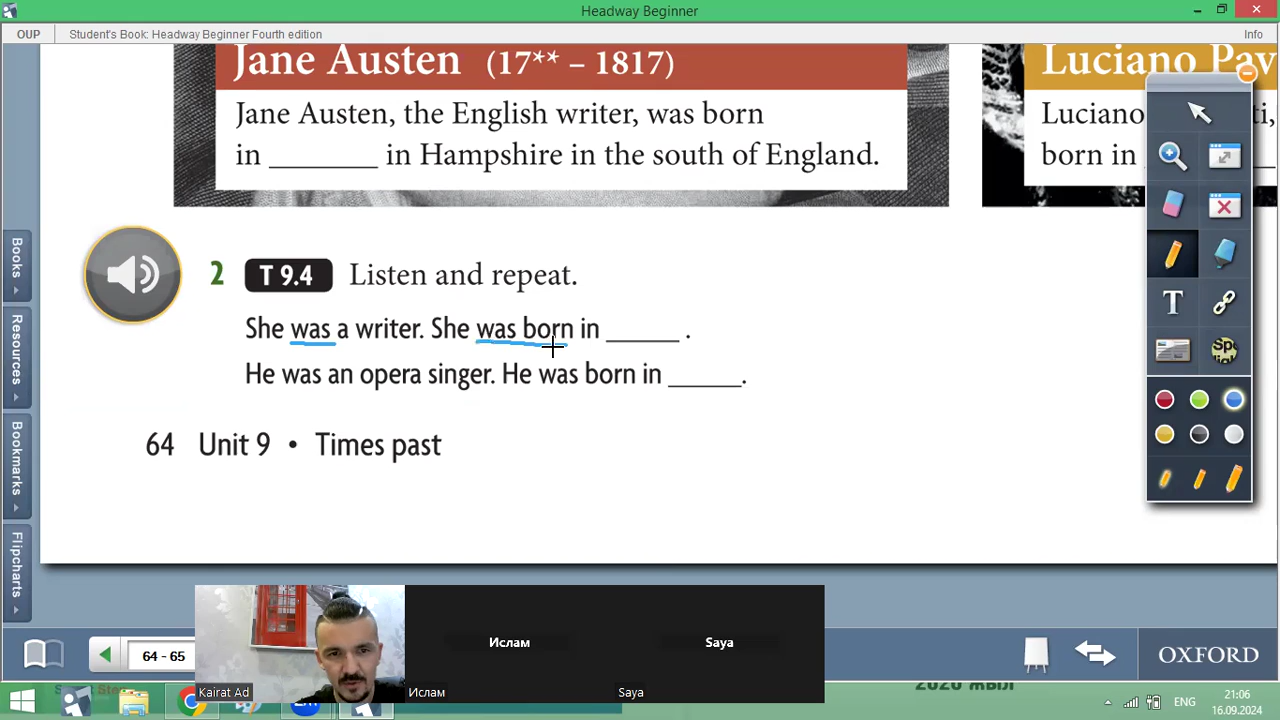 Headway Beginner
OUP
Student's Book: Headway Beginner Fourth edition
Info
Jane Austen (17** – 1817)
Jane Austen, the English writer, was born
in ________ in Hampshire in the south of England.
Luciano Pav
Luciano
ti,
born in
2 T 9.4 Listen and repeat.
She was a writer. She was born in ______ .
He was an opera singer. He was born in ______.
64 Unit 9 • Times past
Books
Resources
Bookmarks
Flipcharts
T
Spo
64 - 65
Kairat Ad
Ислам
Ислам
Saya
Saya
OXFORD
ENG
21:06
16.09.2024